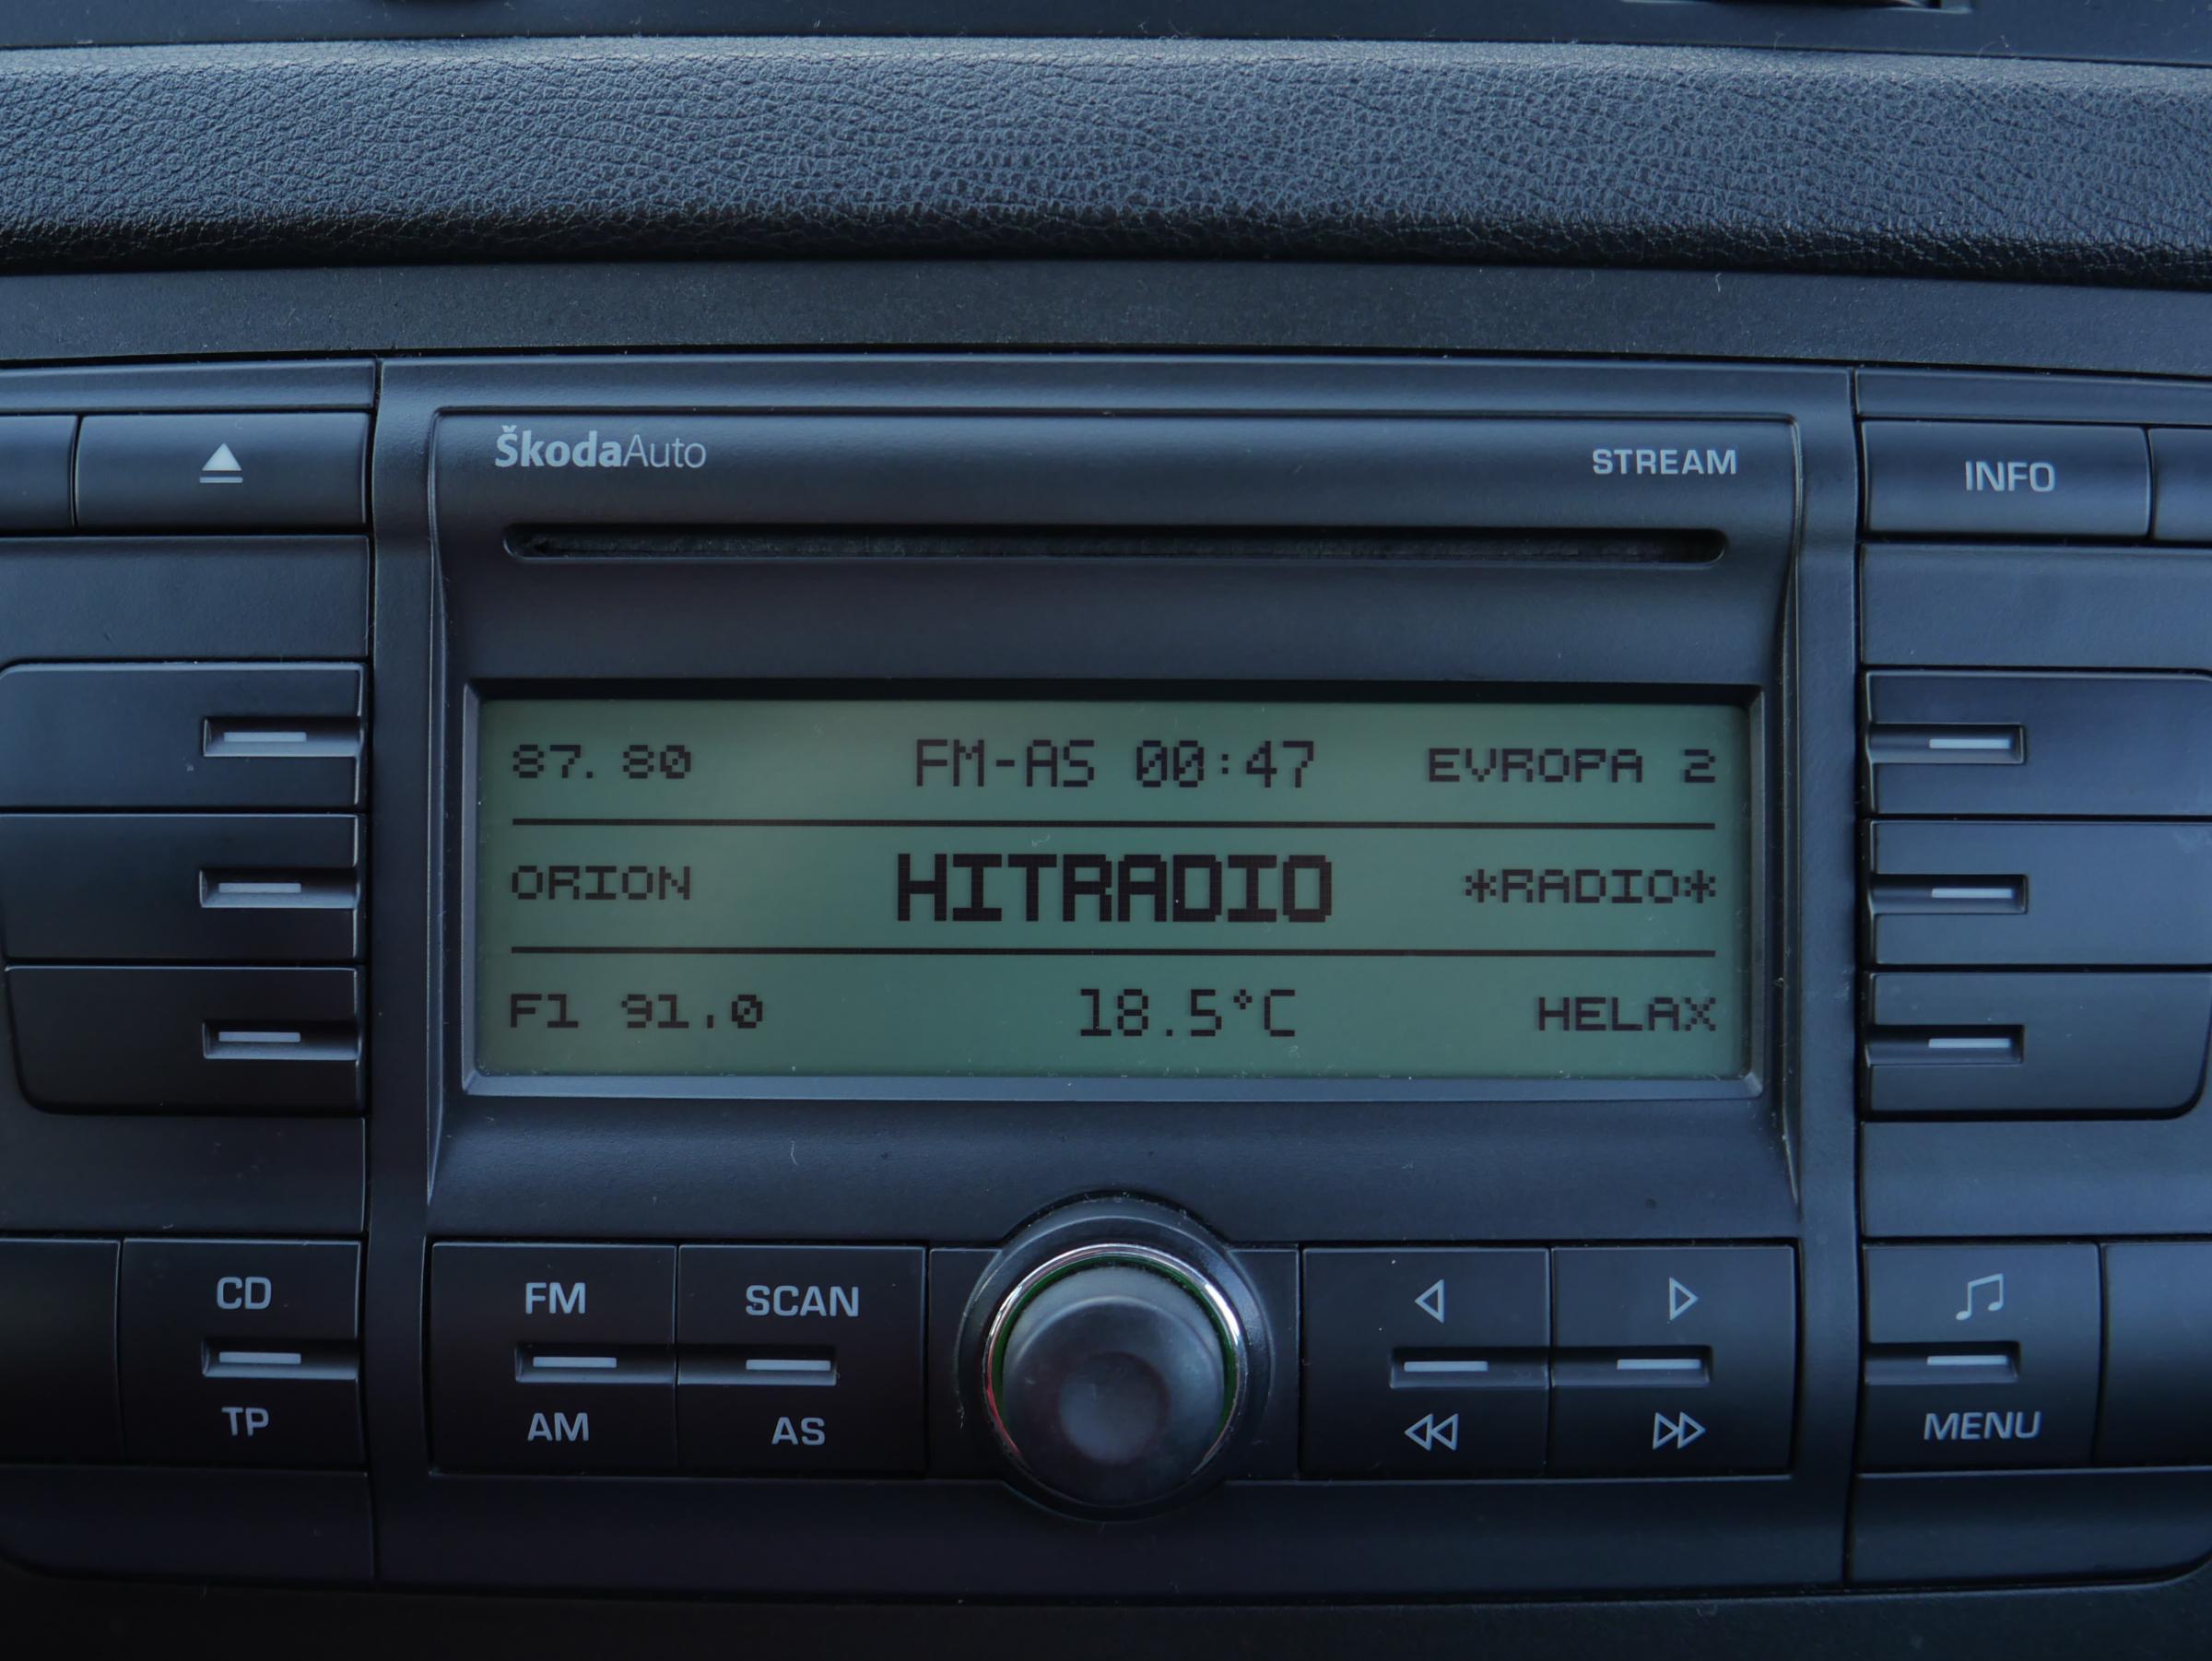 ŠkodaAuto STREAM
INFO
87.80 FM-AS 00:47 EVROPA 2
ORION HITRADIO *RADIO*
F1 91.0 18.5°C HELAX
CD FM SCAN
TP AM AS MENU